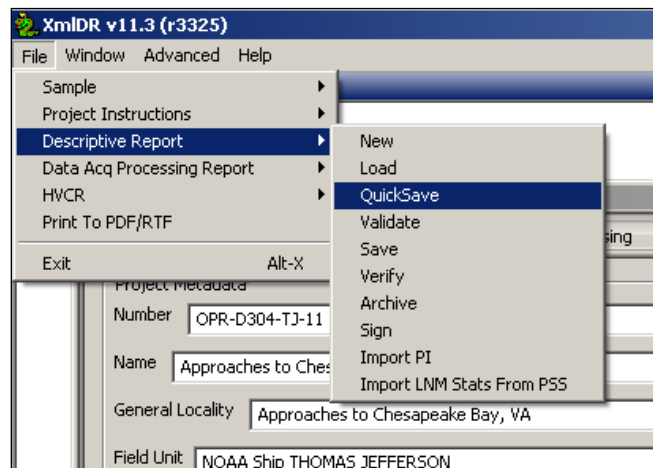 XmlDR v11.3 (r3325)
File Window Advanced Help
Sample
Project Instructions
Descriptive Report
Data Acq Processing Report
HVCR
Print To PDF/RTF
Exit Alt-X
New
Load
QuickSave
Validate
Save
Verify
Archive
Sign
Import PI
Import LNM Stats From PSS
sing
Project Metadata
Number OPR-D304-TJ-11
Name Approaches to Ches
General Locality Approaches to Chesapeake Bay, VA
Field Unit NOAA Ship THOMAS JEFFERSON